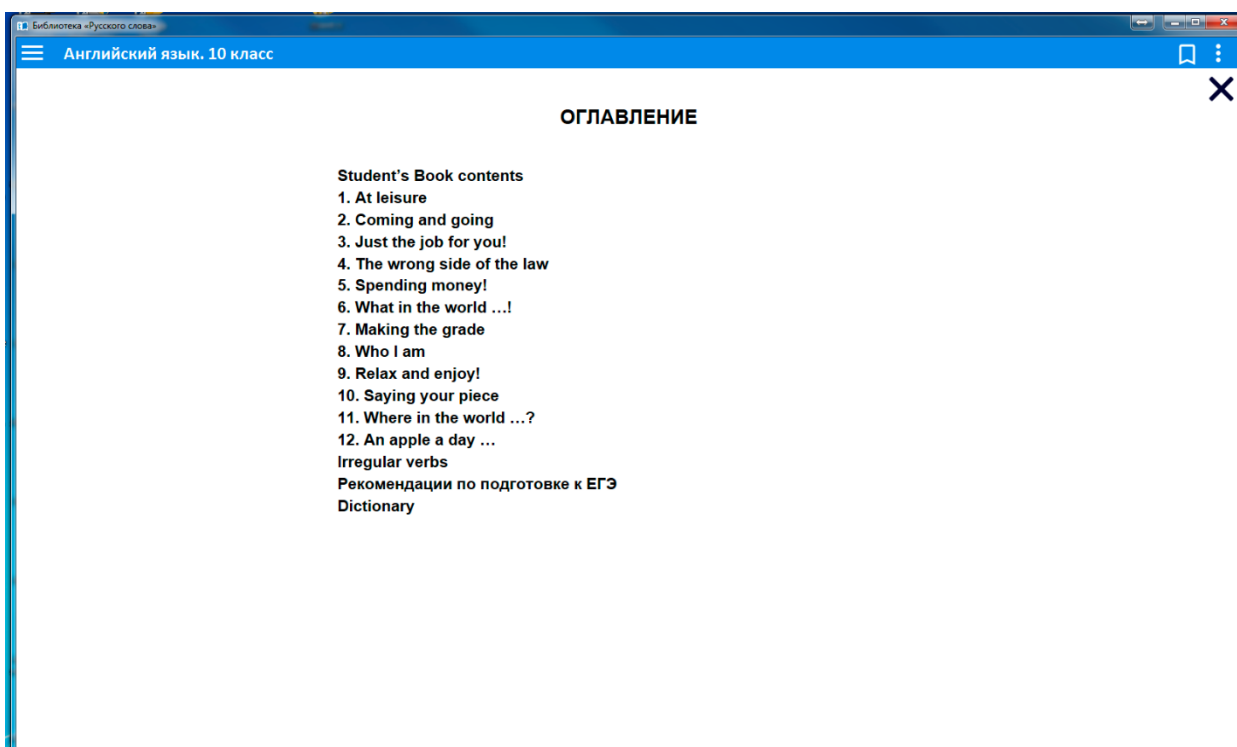 Библиотека «Русского слова»
Английский язык. 10 класс
ОГЛАВЛЕНИЕ
Student's Book contents
1. At leisure
2. Coming and going
3. Just the job for you!
4. The wrong side of the law
5. Spending money!
6. What in the world …!
7. Making the grade
8. Who I am
9. Relax and enjoy!
10. Saying your piece
11. Where in the world …?
12. An apple a day …
Irregular verbs
Рекомендации по подготовке к ЕГЭ
Dictionary